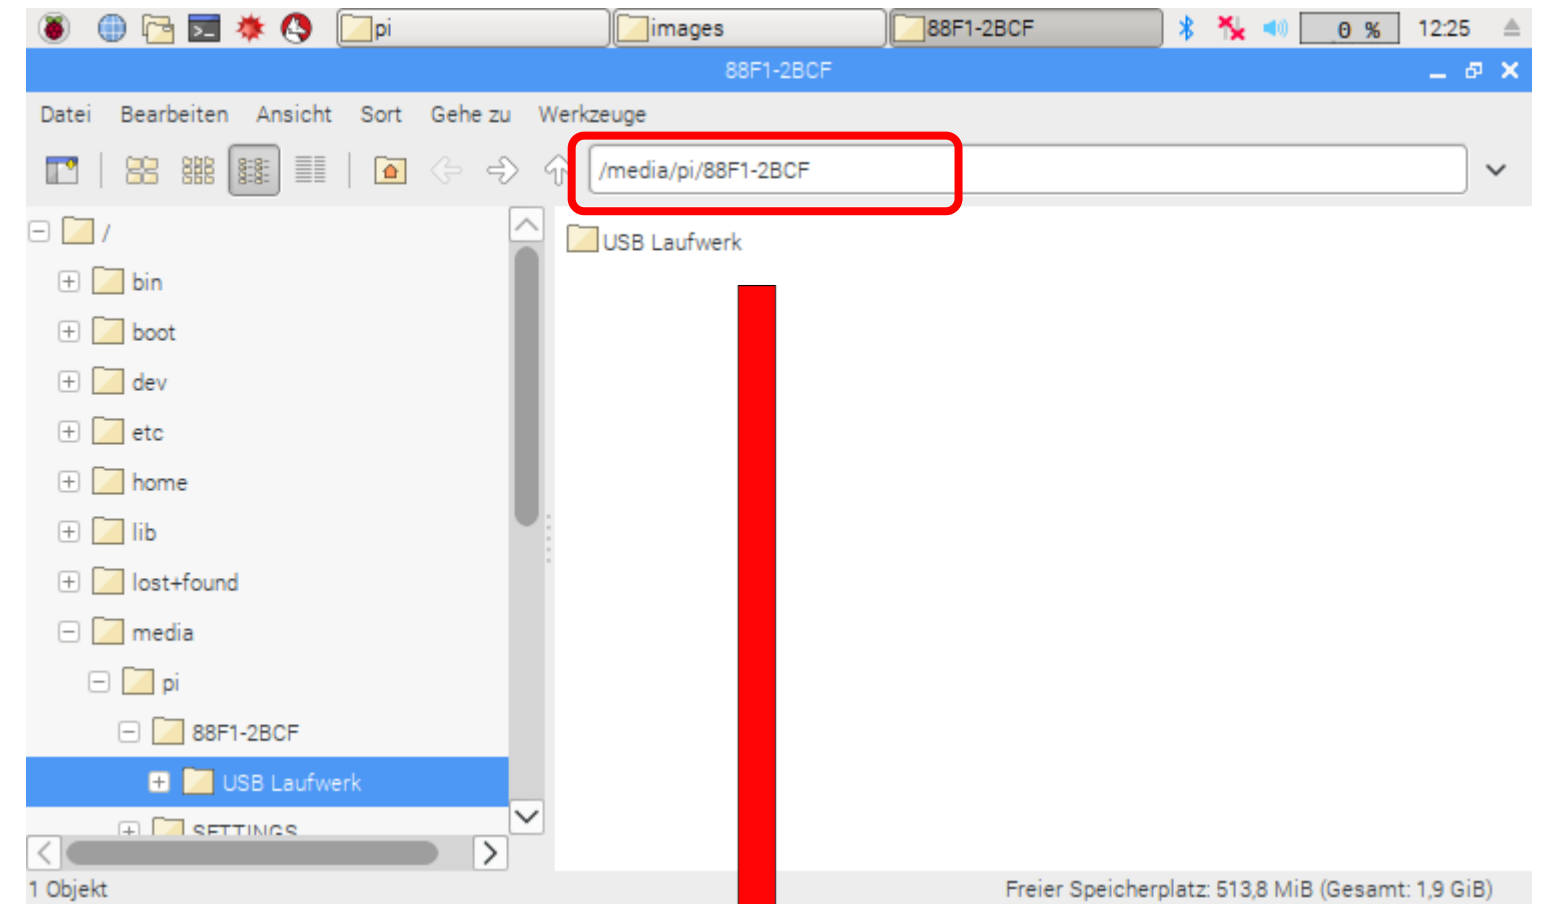 pi
images
88F1-2BCF
0 %
12:25
88F1-2BCF
Datei Bearbeiten Ansicht Sort Gehe zu Werkzeuge
/media/pi/88F1-2BCF
/
USB Laufwerk
bin
boot
dev
etc
home
lib
lost+found
media
pi
88F1-2BCF
USB Laufwerk
SETTINGS
1 Objekt
Freier Speicherplatz: 513,8 MiB (Gesamt: 1,9 GiB)